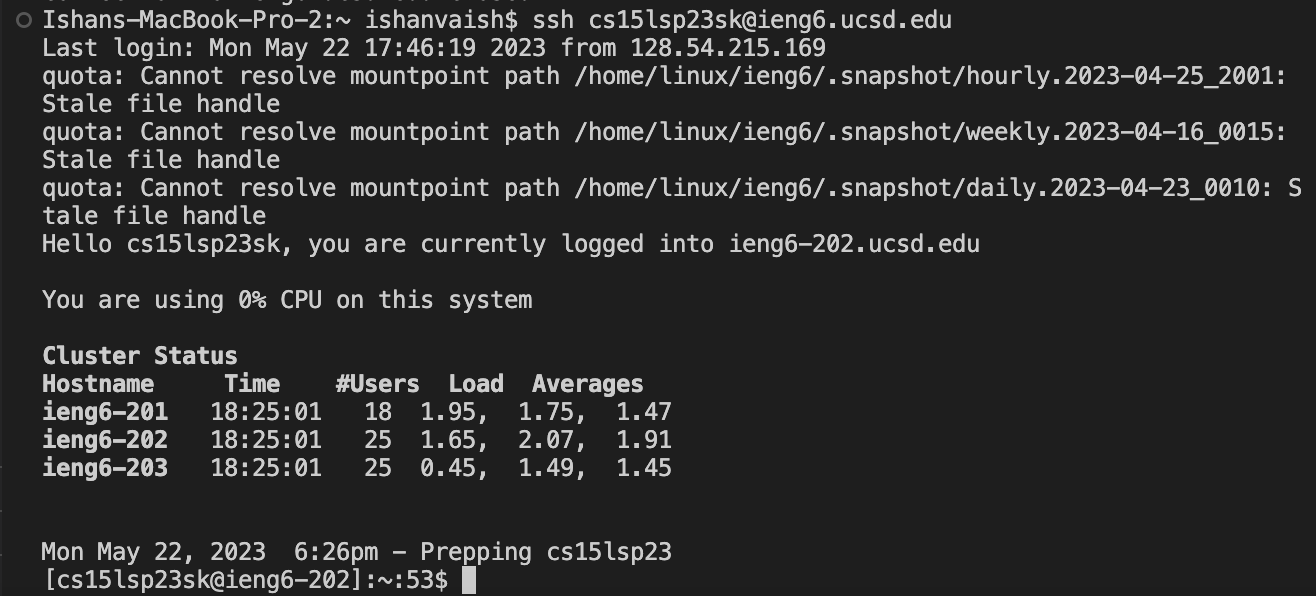 Ishans-MacBook-Pro-2:~ ishanvaish$ ssh cs15lsp23sk@ieng6.ucsd.edu
Last login: Mon May 22 17:46:19 2023 from 128.54.215.169
quota: Cannot resolve mountpoint path /home/linux/ieng6/.snapshot/hourly.2023-04-25_2001:
Stale file handle
quota: Cannot resolve mountpoint path /home/linux/ieng6/.snapshot/weekly.2023-04-16_0015:
Stale file handle
quota: Cannot resolve mountpoint path /home/linux/ieng6/.snapshot/daily.2023-04-23_0010: S
tale file handle
Hello cs15lsp23sk, you are currently logged into ieng6-202.ucsd.edu
You are using 0% CPU on this system
Cluster Status
Hostname     Time    #Users  Load  Averages
ieng6-201   18:25:01   18  1.95,  1.75,  1.47
ieng6-202   18:25:01   25  1.65,  2.07,  1.91
ieng6-203   18:25:01   25  0.45,  1.49,  1.45
Mon May 22, 2023  6:26pm - Prepping cs15lsp23
[cs15lsp23sk@ieng6-202]:~:53$